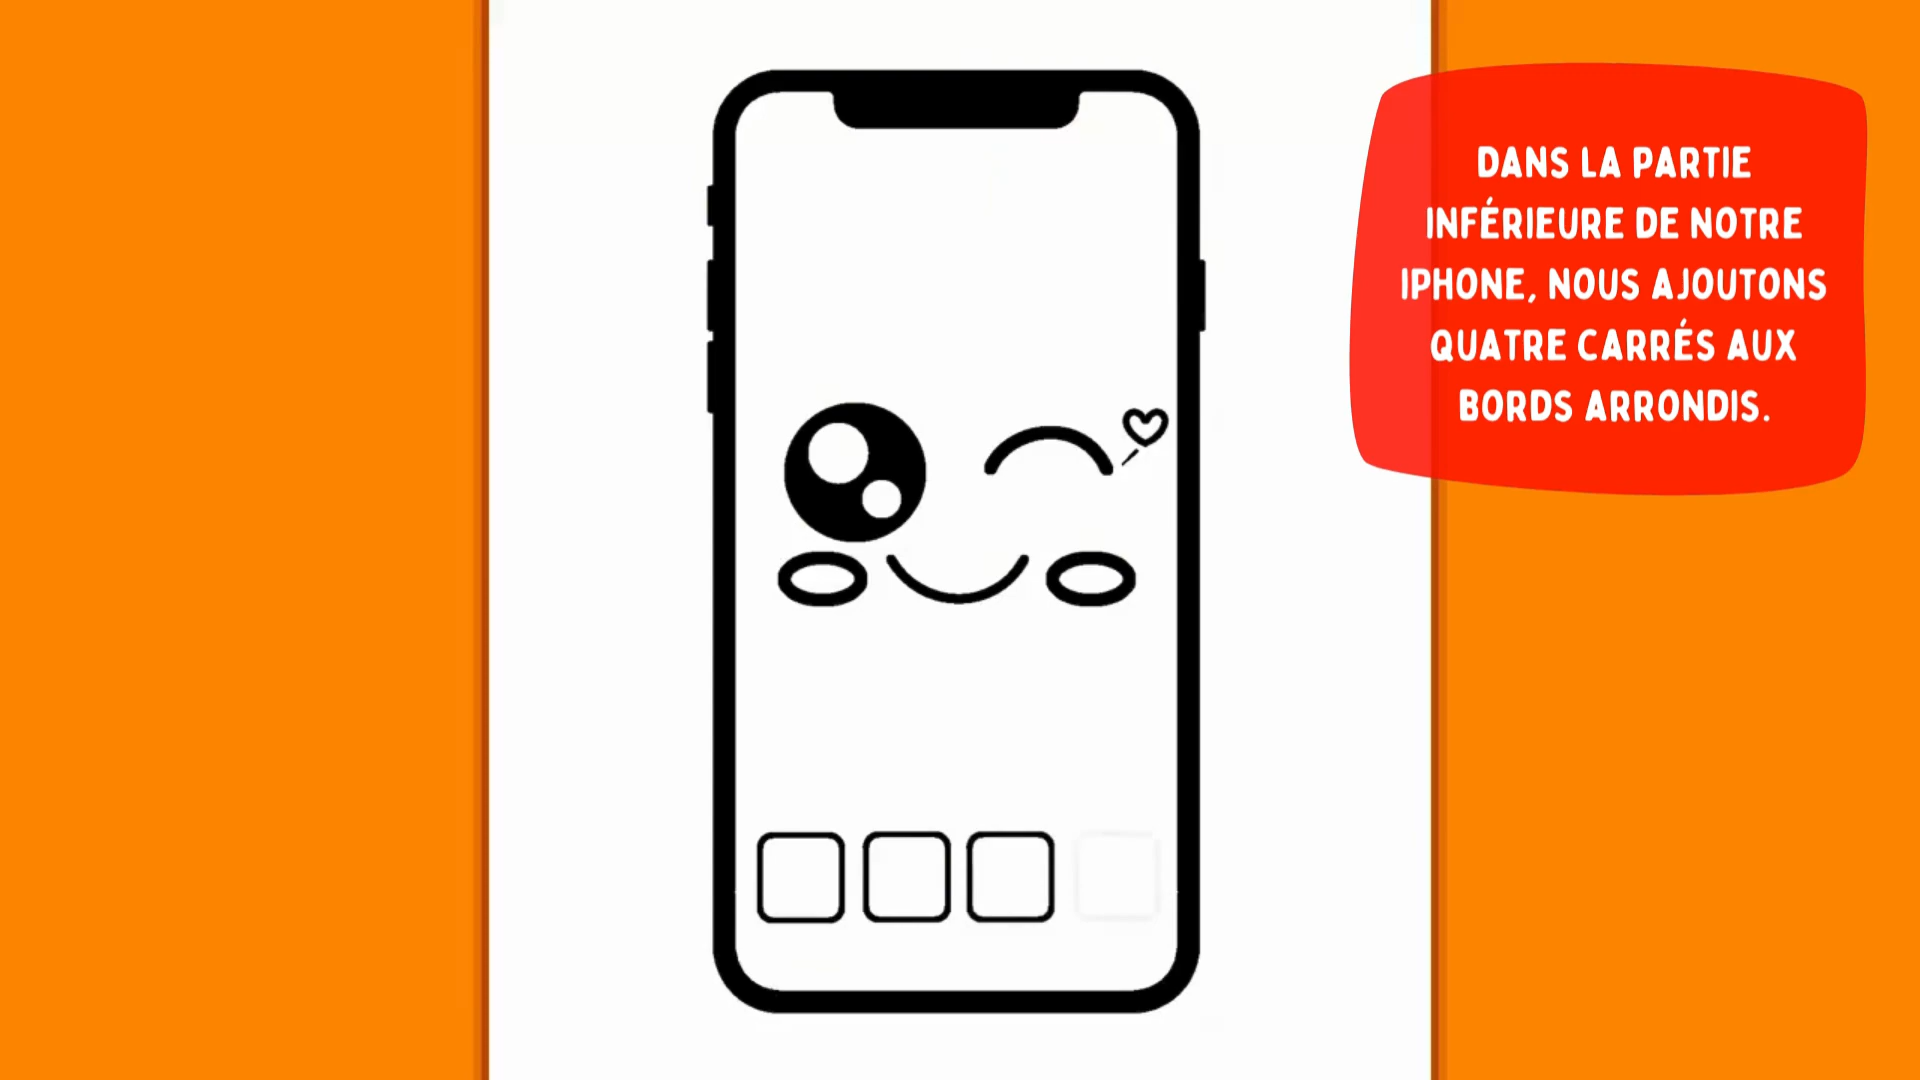 DANS LA PARTIE
INFÉRIEURE DE NOTRE
IPHONE, NOUS AJOUTONS
QUATRE CARRÉS AUX
BORDS ARRONDIS.